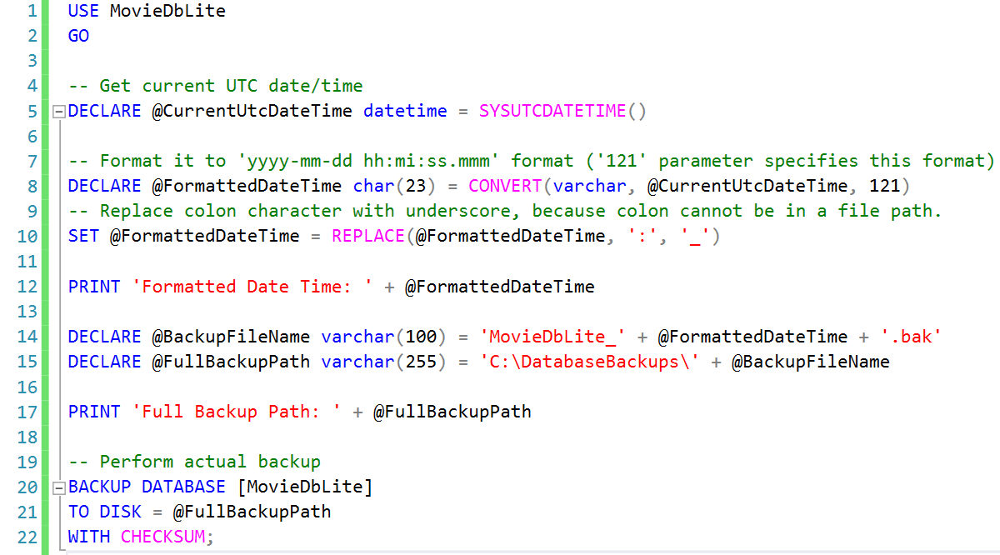 1 USE MovieDbLite
2 GO
3
4 -- Get current UTC date/time
5 DECLARE @CurrentUtcDateTime datetime = SYSUTCDATETIME()
6
7 -- Format it to 'yyyy-mm-dd hh:mi:ss.mmm' format ('121' parameter specifies this format)
8 DECLARE @FormattedDateTime char(23) = CONVERT(varchar, @CurrentUtcDateTime, 121)
9 -- Replace colon character with underscore, because colon cannot be in a file path.
10 SET @FormattedDateTime = REPLACE(@FormattedDateTime, ':', '_')
11
12 PRINT 'Formatted Date Time: ' + @FormattedDateTime
13
14 DECLARE @BackupFileName varchar(100) = 'MovieDbLite_' + @FormattedDateTime + '.bak'
15 DECLARE @FullBackupPath varchar(255) = 'C:\DatabaseBackups\' + @BackupFileName
16
17 PRINT 'Full Backup Path: ' + @FullBackupPath
18
19 -- Perform actual backup
20 BACKUP DATABASE [MovieDbLite]
21 TO DISK = @FullBackupPath
22 WITH CHECKSUM;